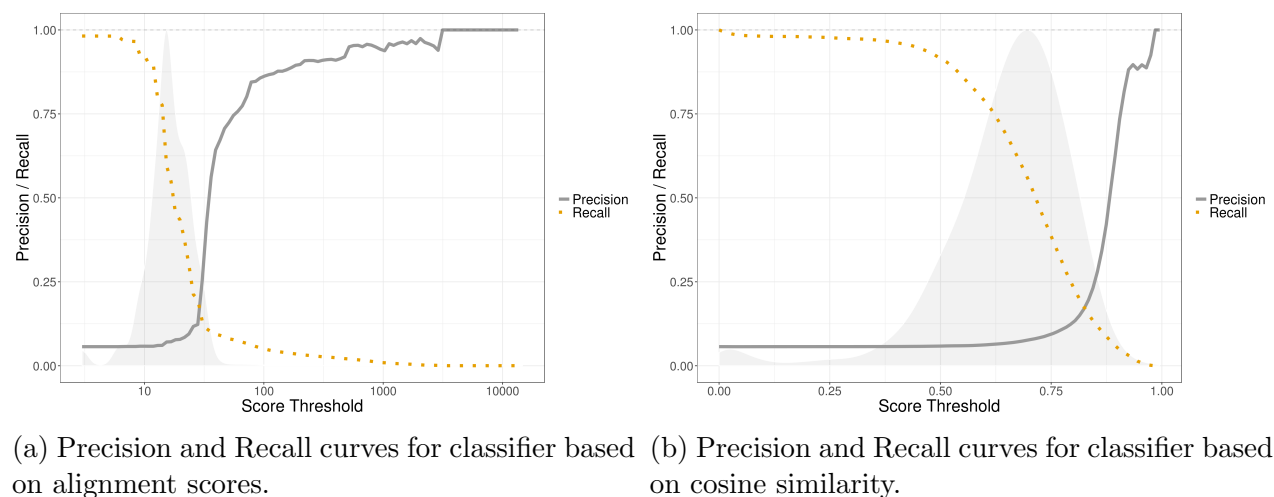 1.00
0.75
0.50
0.25
0.00
Precision / Recall
10
100
1000
10000
Score Threshold
Precision
Recall
(a) Precision and Recall curves for classifier based
on alignment scores.
1.00
0.75
0.50
0.25
0.00
Precision / Recall
0.00
0.25
0.50
0.75
1.00
Score Threshold
Precision
Recall
(b) Precision and Recall curves for classifier based
on cosine similarity.